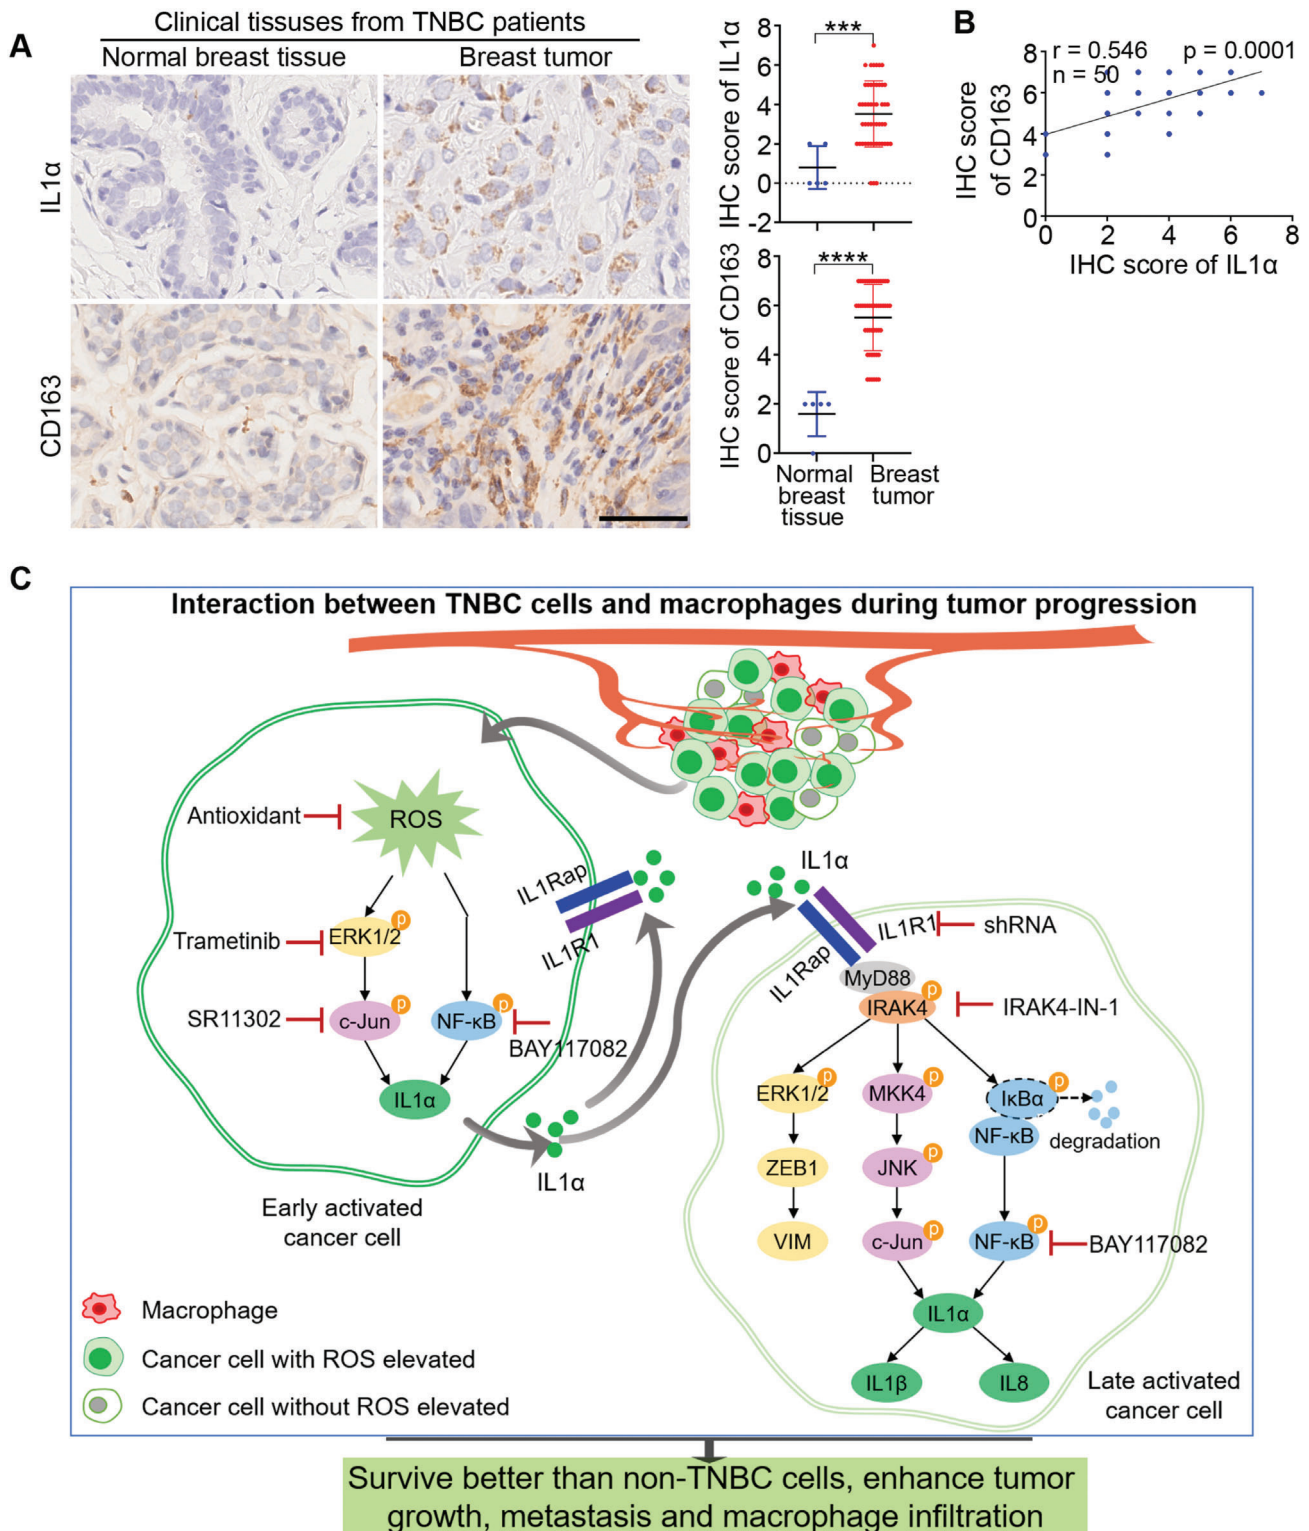 A
Clinical tissuses from TNBC patients
Normal breast tissue
Breast tumor
IL1α
CD163
IHC score of IL1α
8
6
4
2
0
-2
***
IHC score of CD163
8
6
4
2
0
****
Normal
breast
tissue
Breast
tumor
B
IHC score
of CD163
8
6
4
2
0
r = 0.546
p = 0.0001
n = 50
0
2
4
6
8
IHC score of IL1α
C
Interaction between TNBC cells and macrophages during tumor progression
Antioxidant
ROS
Trametinib
ERK1/2
p
SR11302
c-Jun
p
NF-κB
p
BAY117082
IL1α
IL1Rap
IL1R1
IL1α
Early activated
cancer cell
IL1α
IL1Rap
IL1R1
shRNA
MyD88
IRAK4
p
IRAK4-IN-1
ERK1/2
p
MKK4
p
IκBα
p
NF-κB
degradation
ZEB1
JNK
p
VIM
c-Jun
p
NF-κB
p
BAY117082
IL1α
IL1β
IL8
Late activated
cancer cell
Macrophage
Cancer cell with ROS elevated
Cancer cell without ROS elevated
Survive better than non-TNBC cells, enhance tumor
growth, metastasis and macrophage infiltration